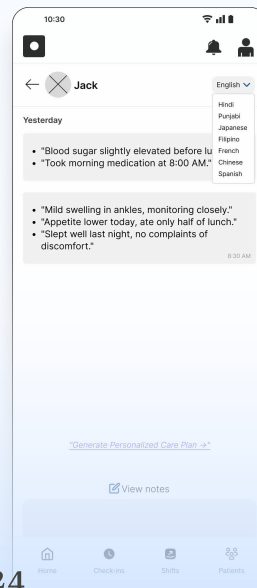 10:30
Jack
English
Hindi
Punjabi
Japanese
Filipino
French
Chinese
Spanish
Yesterday
• "Blood sugar slightly elevated before lu
• "Took morning medication at 8:00 AM."
• "Mild swelling in ankles, monitoring closely."
• "Appetite lower today, ate only half of lunch."
• "Slept well last night, no complaints of
discomfort."
8:30 AM
"Generate Personalized Care Plan →"
View notes
24
Home
Check-ins
Shifts
Patients